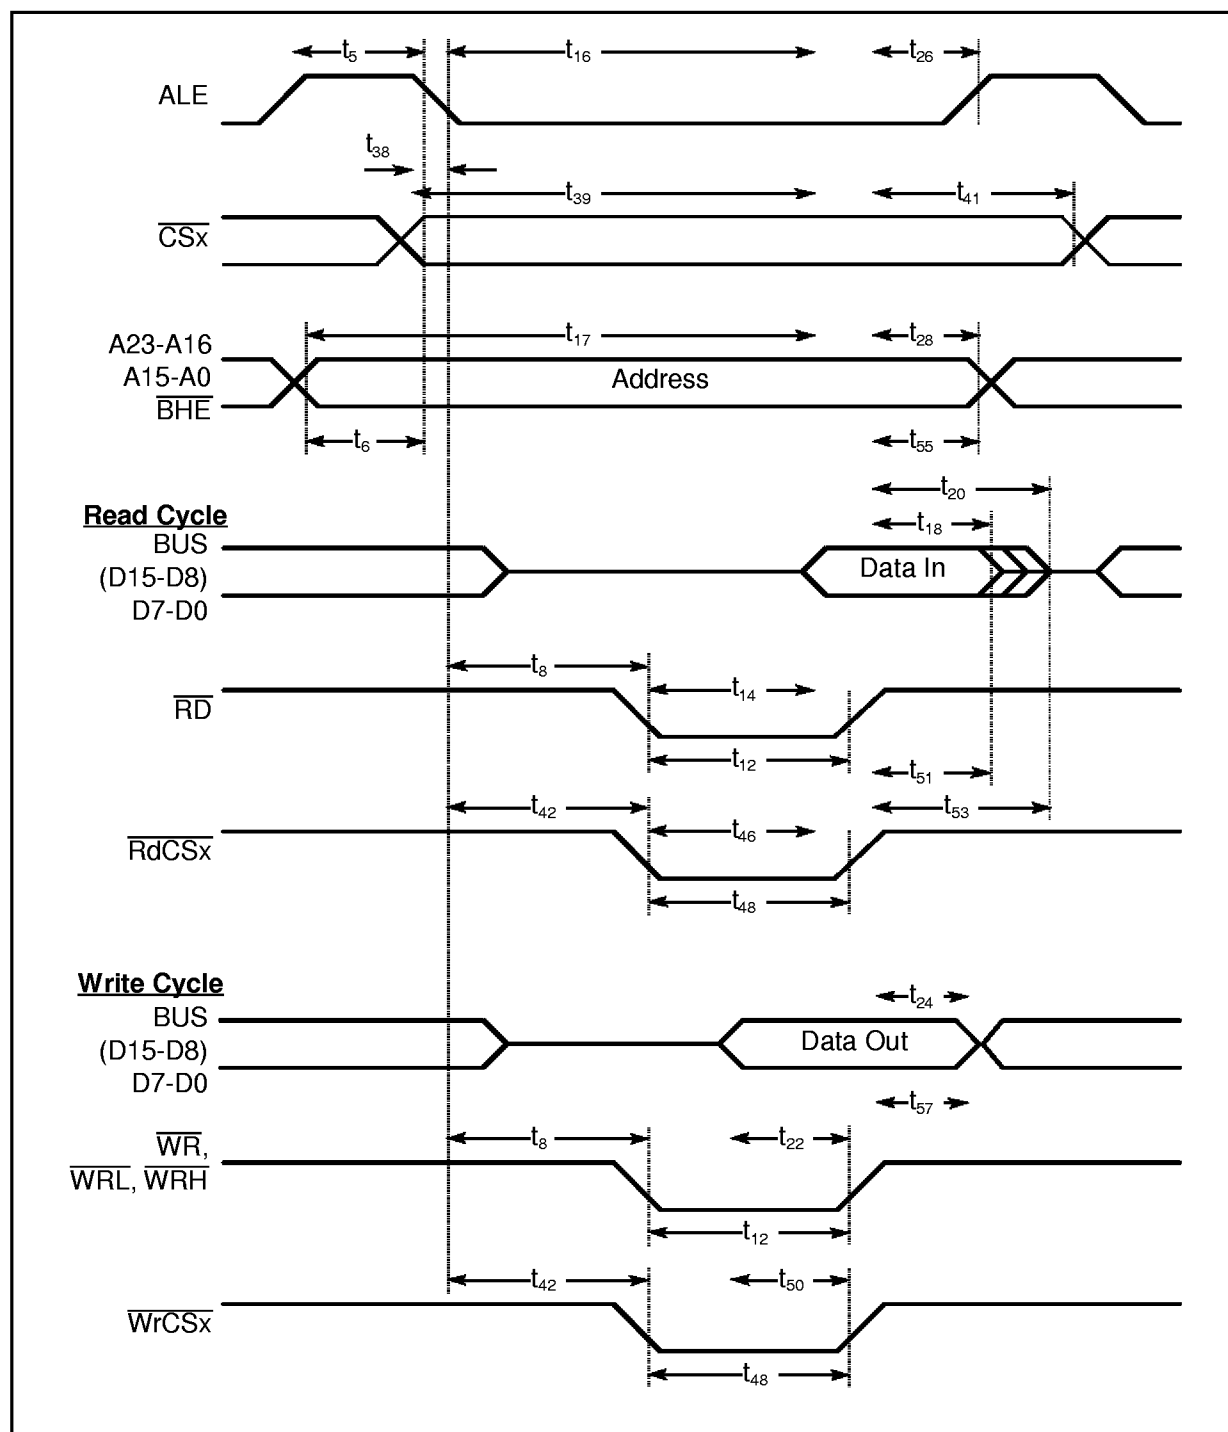 t5 t16 t26
ALE
t38
t39 t41
CSx
A23-A16 t17 t28
A15-A0 Address
BHE
t6 t55
t20
Read Cycle t18
BUS
(D15-D8) Data In
D7-D0
t8
RD t14
t12 t51
t42 t53
RdCSx t46
t48
Write Cycle
t24
BUS
(D15-D8) Data Out
D7-D0
t57
WR, t8 t22
WRL, WRH
t12
t42 t50
WrCSx
t48